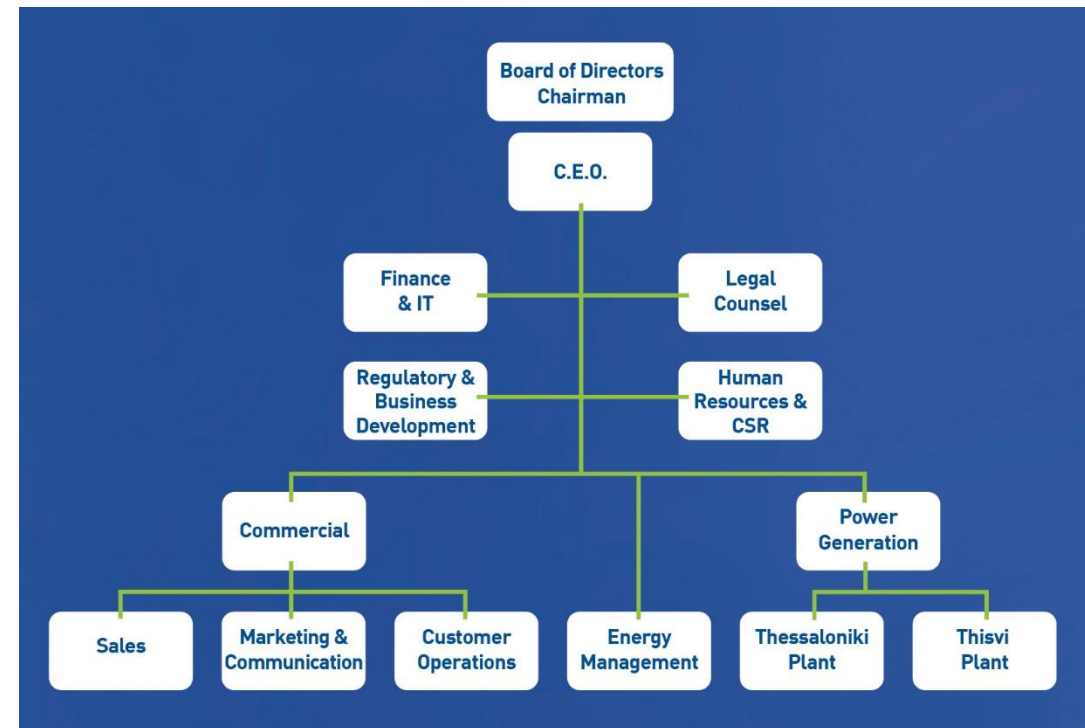 Board of Directors
Chairman
C.E.O.
Finance
& IT
Legal
Counsel
Regulatory &
Business
Development
Human
Resources &
CSR
Commercial
Power
Generation
Sales
Marketing &
Communication
Customer
Operations
Energy
Management
Thessaloniki
Plant
Thisvi
Plant